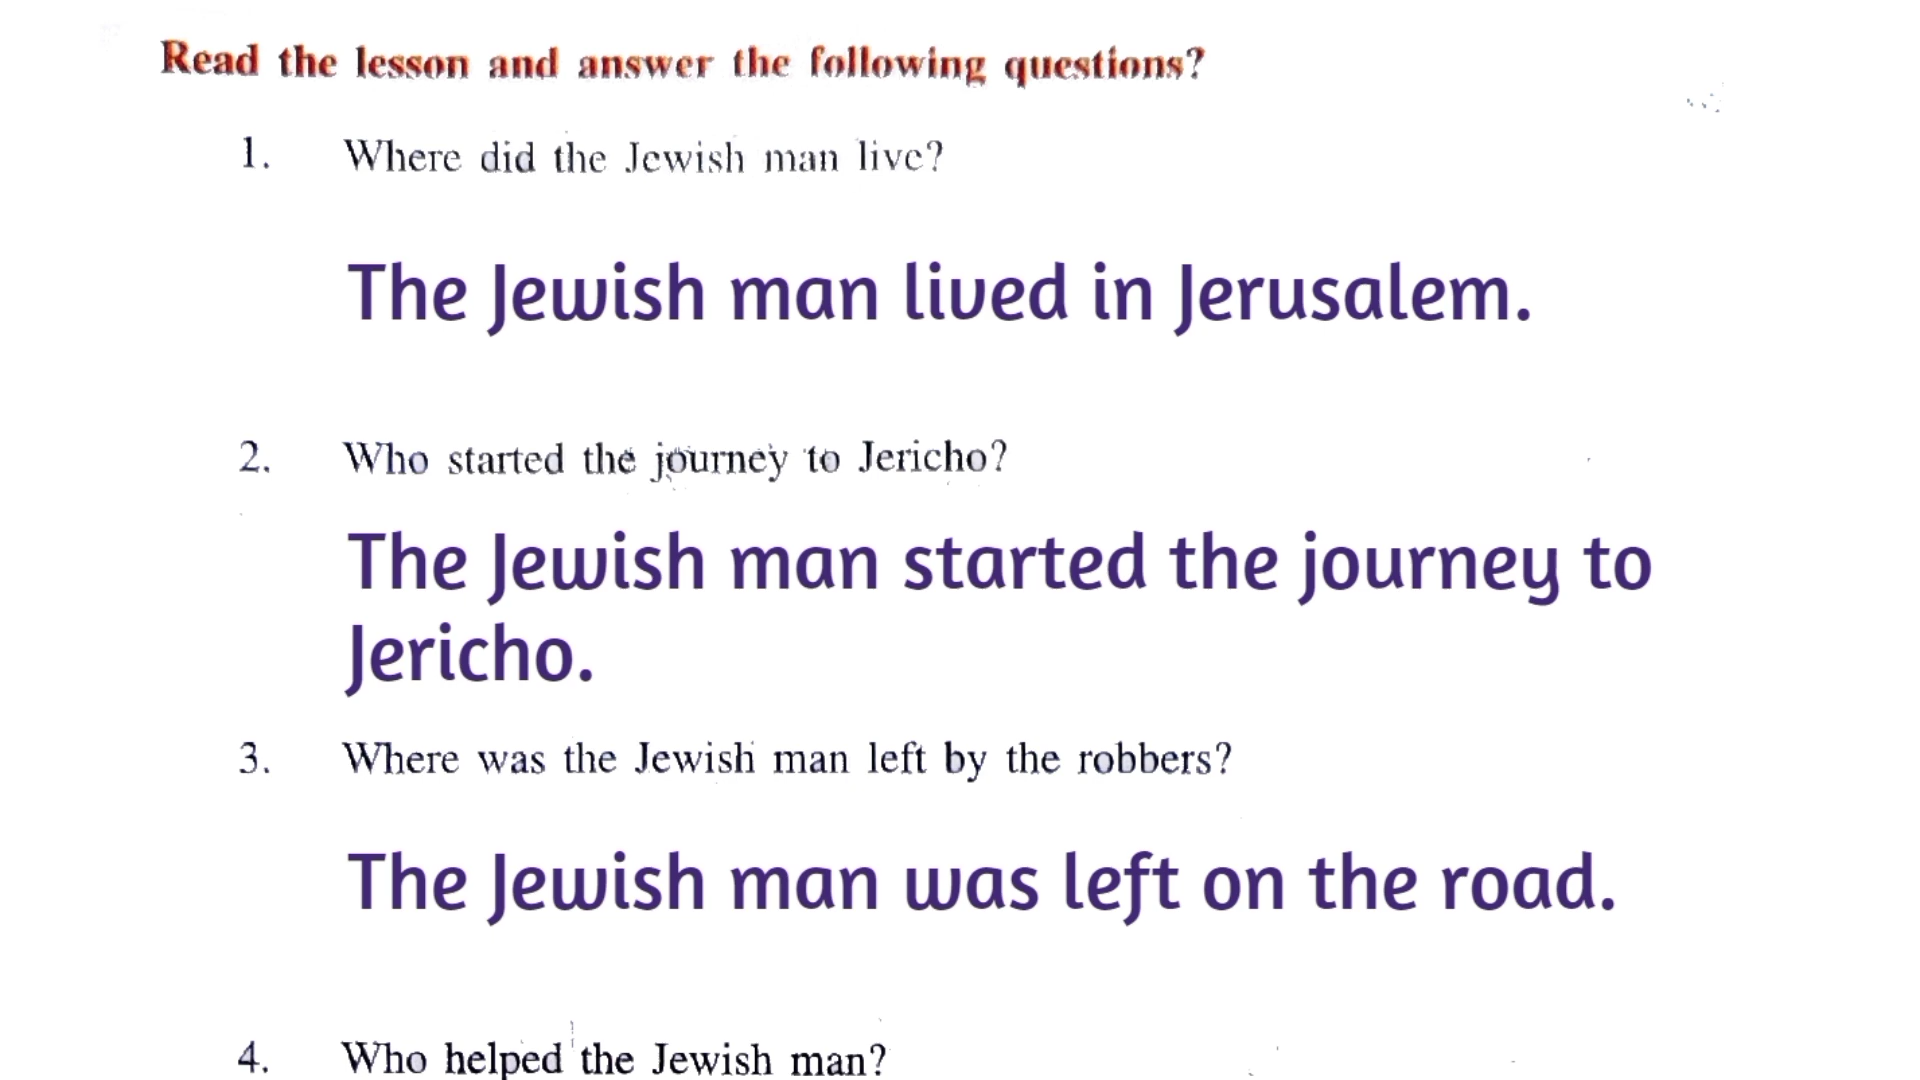 Read the lesson and answer the following questions?
1. Where did the Jewish man live?
The Jewish man lived in Jerusalem.
2. Who started the journey to Jericho?
The Jewish man started the journey to
Jericho.
3. Where was the Jewish man left by the robbers?
The Jewish man was left on the road.
4. Who helped the Jewish man?